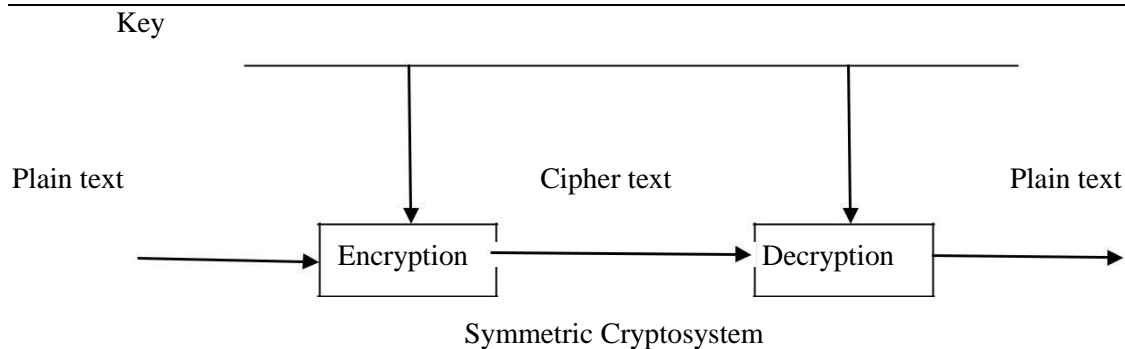 Key
Plain text Cipher text Plain text
Encryption Decryption
Symmetric Cryptosystem